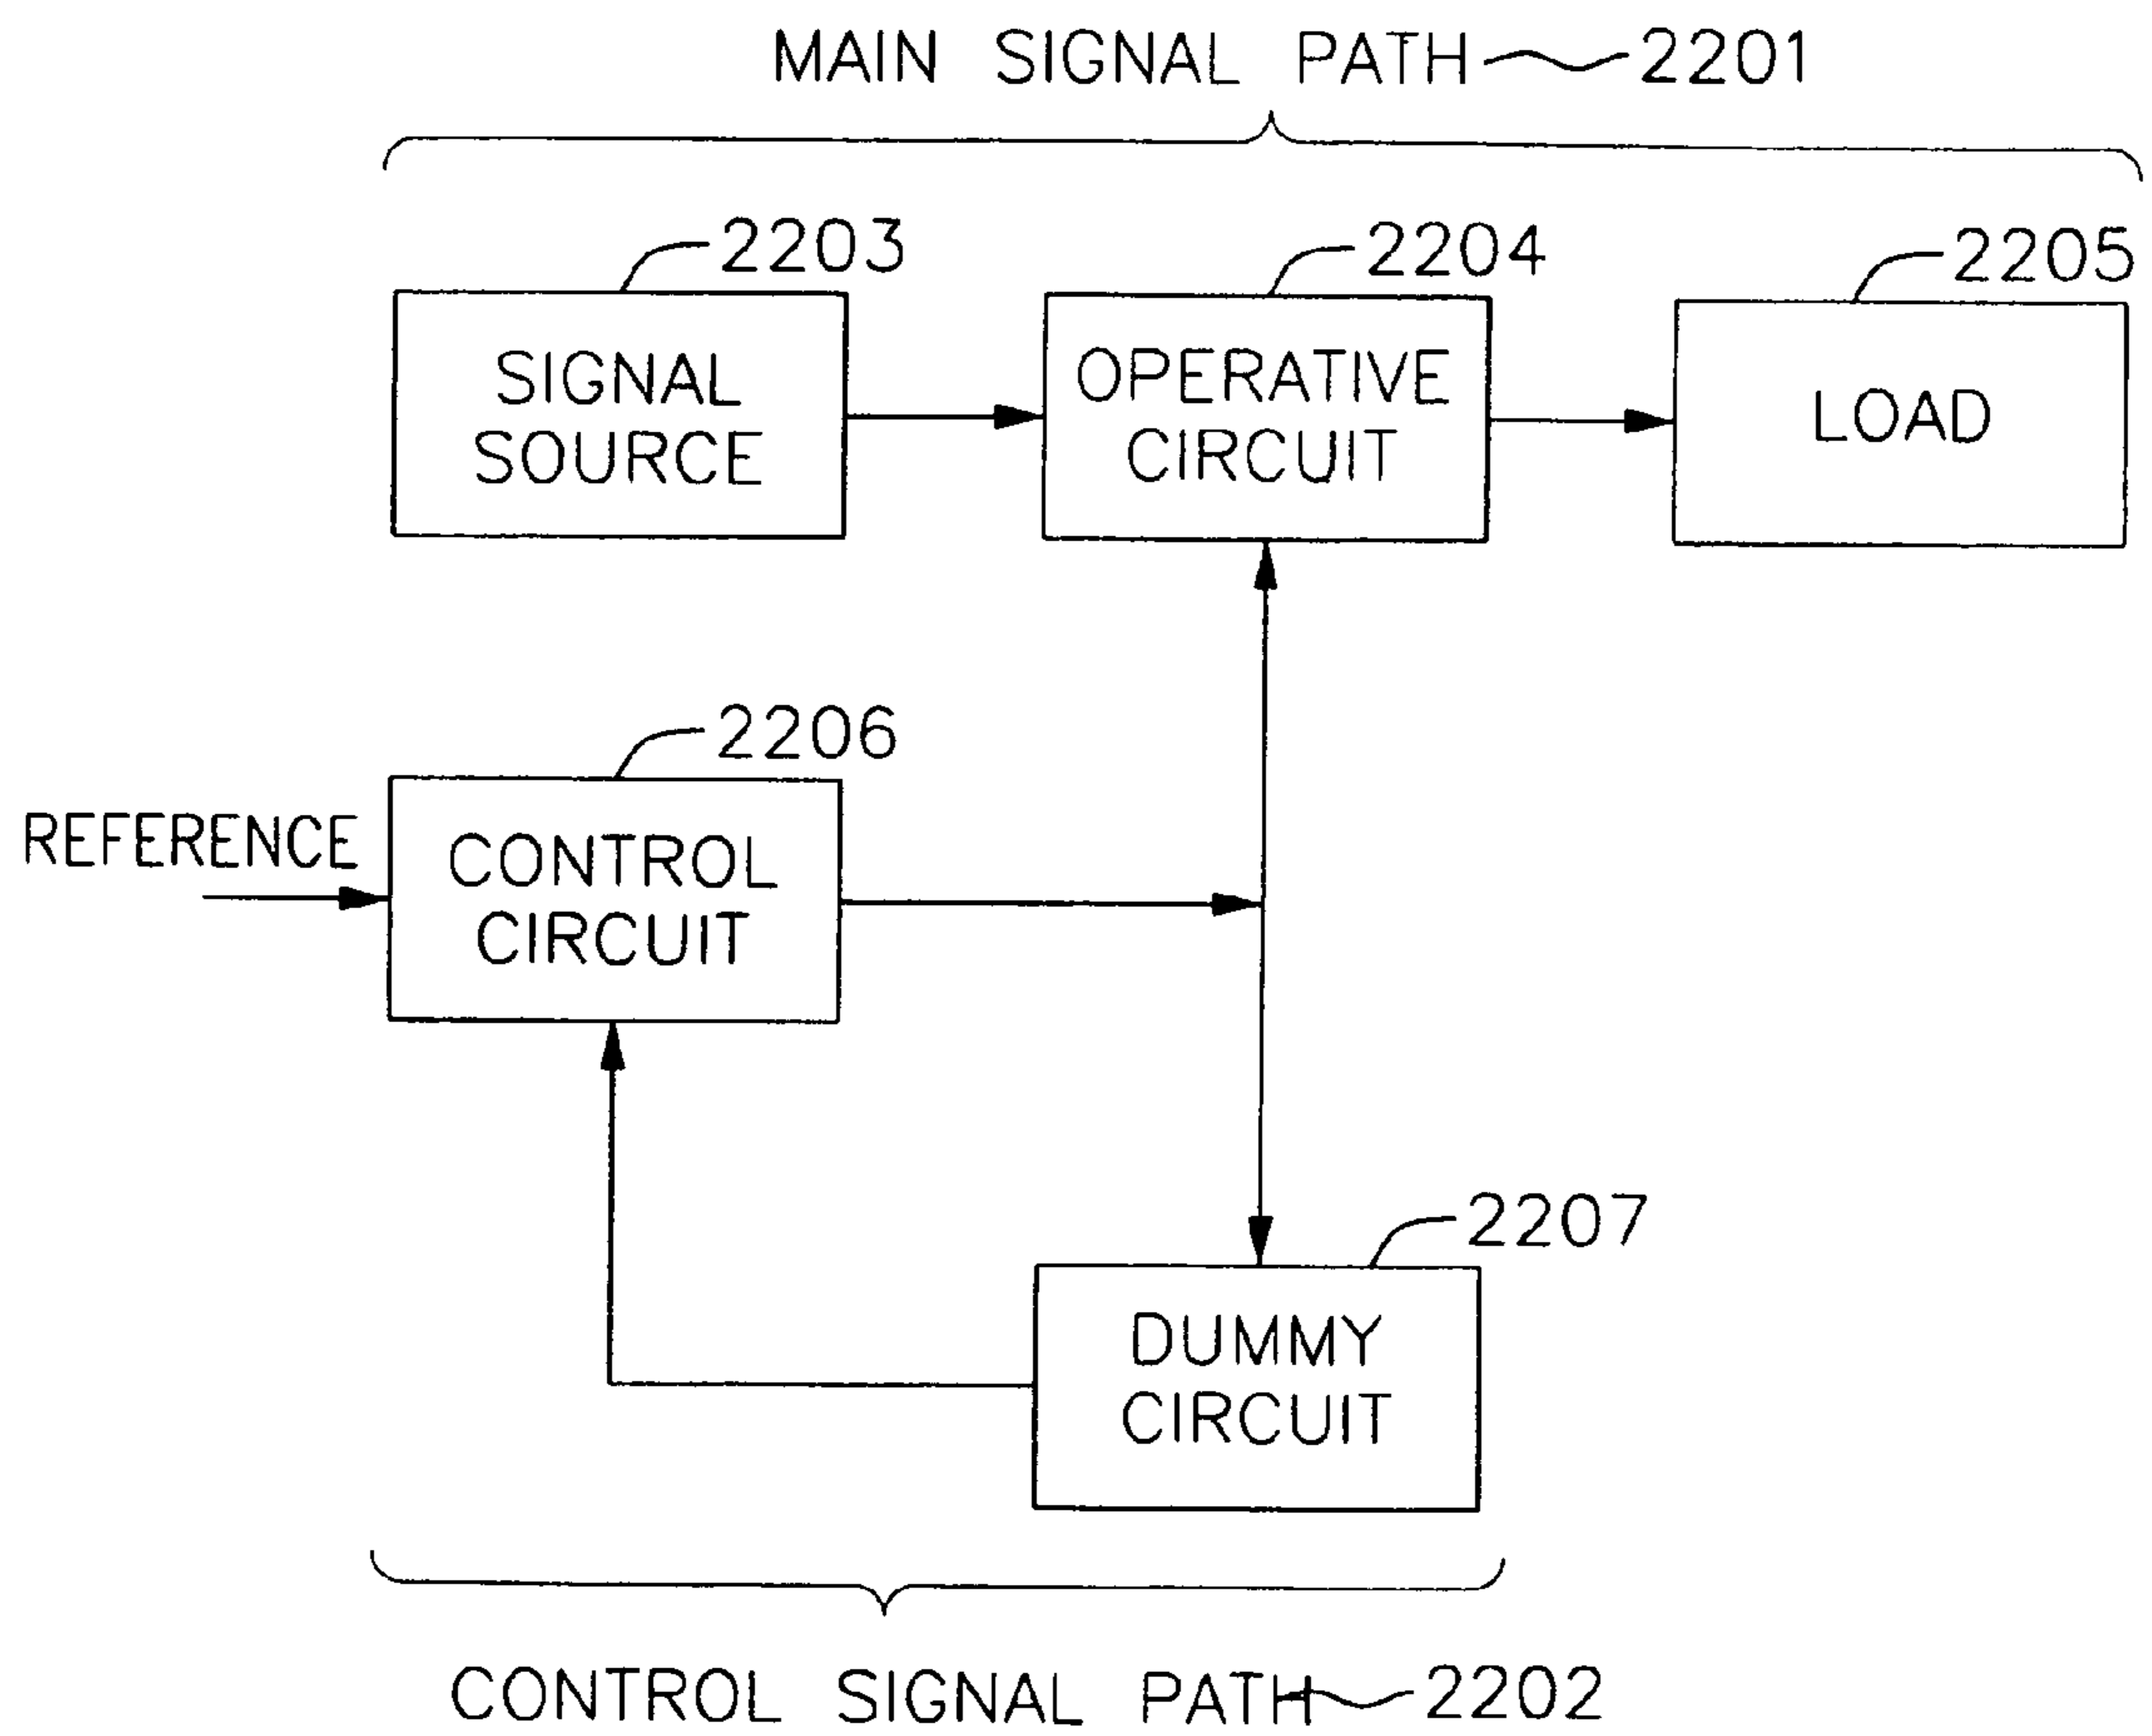 MAIN SIGNAL PATH 2201
2203
2204
2205
SIGNAL
SOURCE
OPERATIVE
CIRCUIT
LOAD
2206
REFERENCE
CONTROL
CIRCUIT
2207
DUMMY
CIRCUIT
CONTROL SIGNAL PATH 2202